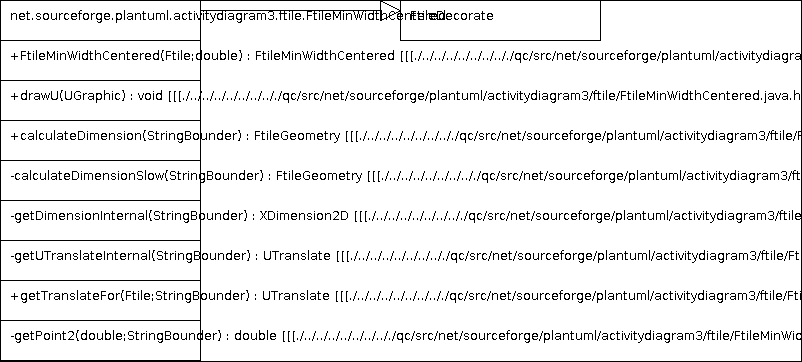 net.sourceforge.plantuml.activitydiagram3.ftile.FtileMinWidthCentered
FtileDecorate
+FtileMinWidthCentered(Ftile;double) : FtileMinWidthCentered [[[./../../../../../../../qc/src/net/sourceforge/plantuml/activitydiagra
+drawU(UGraphic) : void [[[./../../../../../../../qc/src/net/sourceforge/plantuml/activitydiagram3/ftile/FtileMinWidthCentered.java.h
+calculateDimension(StringBounder) : FtileGeometry [[[./../../../../../../../qc/src/net/sourceforge/plantuml/activitydiagram3/ftile/F
-calculateDimensionSlow(StringBounder) : FtileGeometry [[[./../../../../../../../qc/src/net/sourceforge/plantuml/activitydiagram3/ft
-getDimensionInternal(StringBounder) : XDimension2D [[[./../../../../../../../qc/src/net/sourceforge/plantuml/activitydiagram3/ftile
-getUTranslateInternal(StringBounder) : UTranslate [[[./../../../../../../../qc/src/net/sourceforge/plantuml/activitydiagram3/ftile/Ft
+getTranslateFor(Ftile;StringBounder) : UTranslate [[[./../../../../../../../qc/src/net/sourceforge/plantuml/activitydiagram3/ftile/Fti
-getPoint2(double;StringBounder) : double [[[./../../../../../../../qc/src/net/sourceforge/plantuml/activitydiagram3/ftile/FtileMinWid